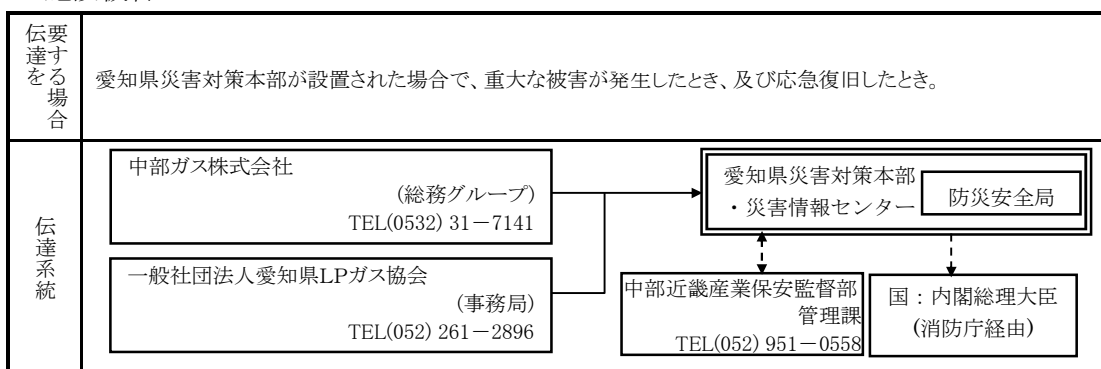 伝達を
要する場合
愛知県災害対策本部が設置された場合で、重大な被害が発生したとき、及び応急復旧したとき。
伝達系統
中部ガス株式会社
(総務グループ)
TEL(0532) 31-7141
一般社団法人愛知県LPガス協会
(事務局)
TEL(052) 261-2896
愛知県災害対策本部
・災害情報センター
防災安全局
中部近畿産業保安監督部
管理課
TEL(052) 951-0558
国:内閣総理大臣
(消防庁経由)